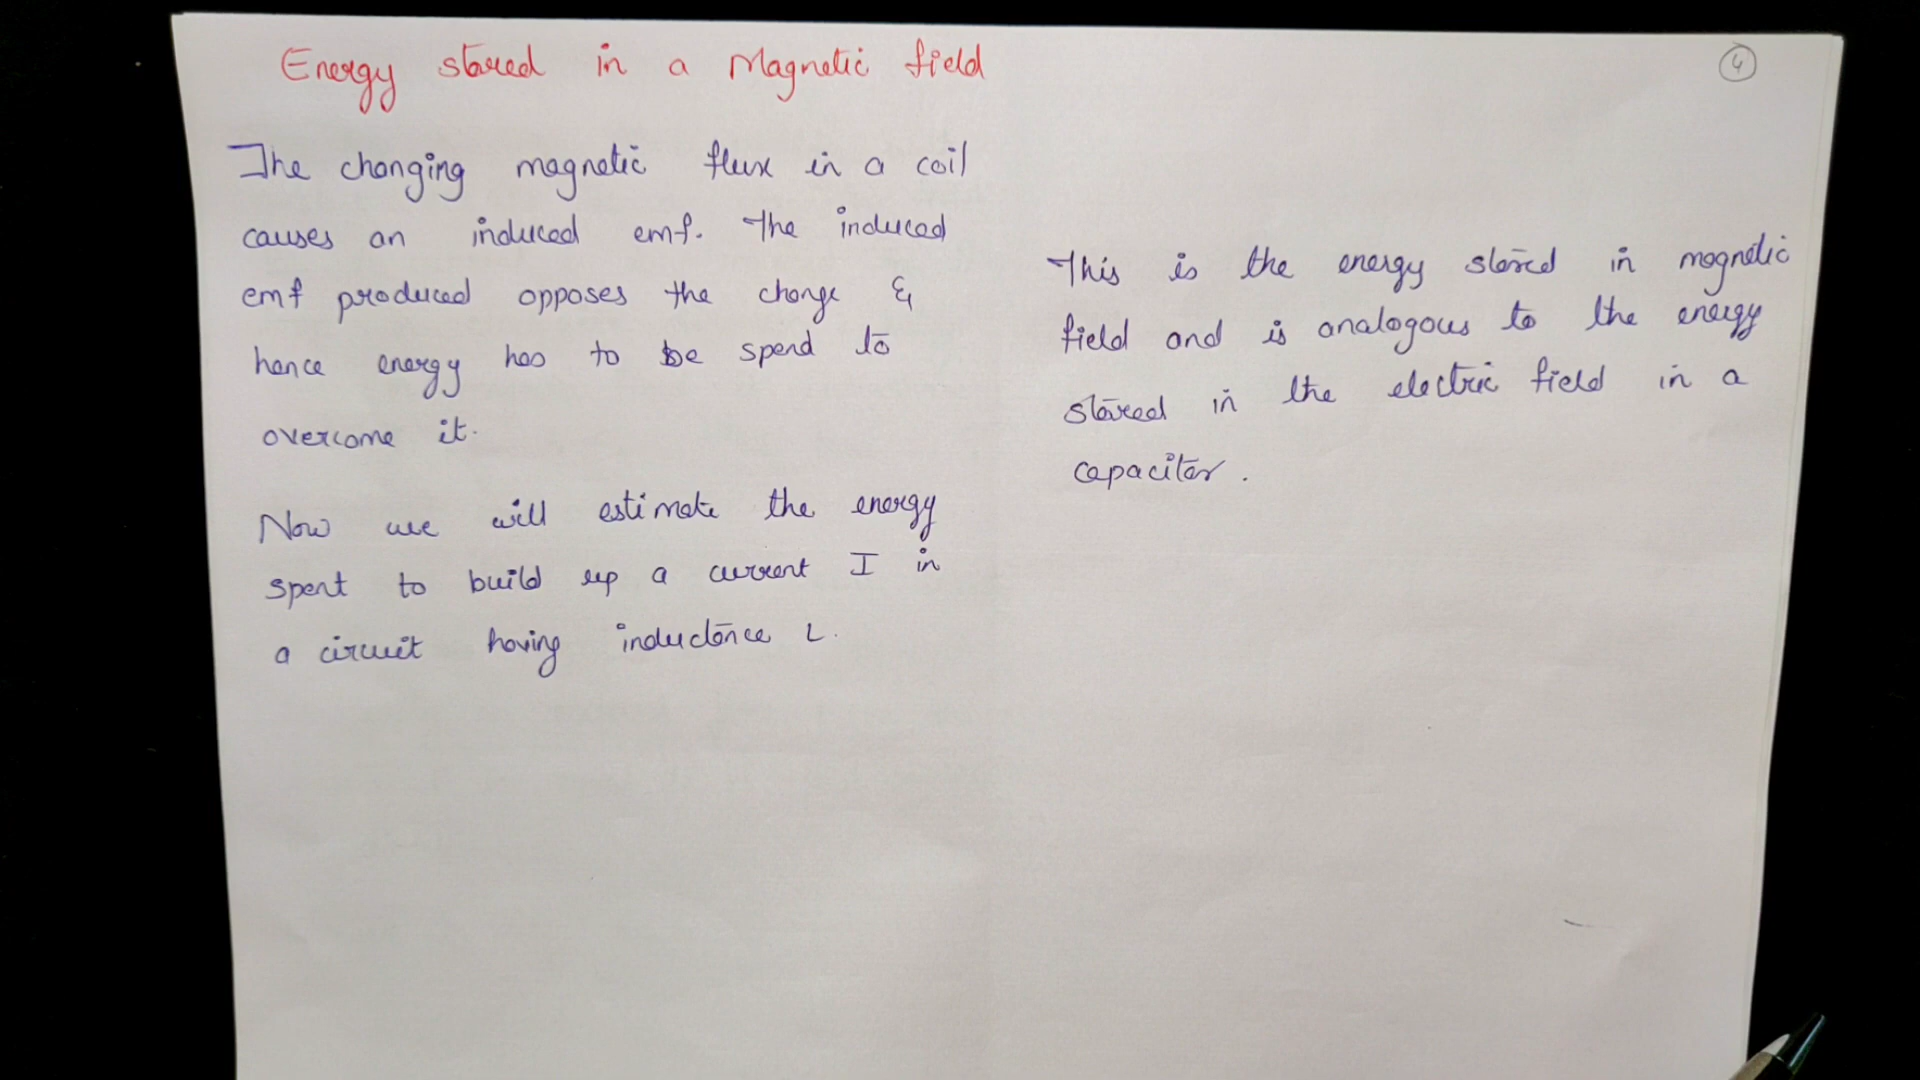 Energy stored in a Magnetic field
4
The changing magnetic flux in a coil
causes an induced emf. The induced
emf produced opposes the change &
hence energy has to be spend to
overcome it.
Now we will estimate the energy
spent to build up a current I in
a circuit having inductance L.
This is the energy stored in magnetic
field and is analogous to the energy
stored in the electric field in a
capacitor.